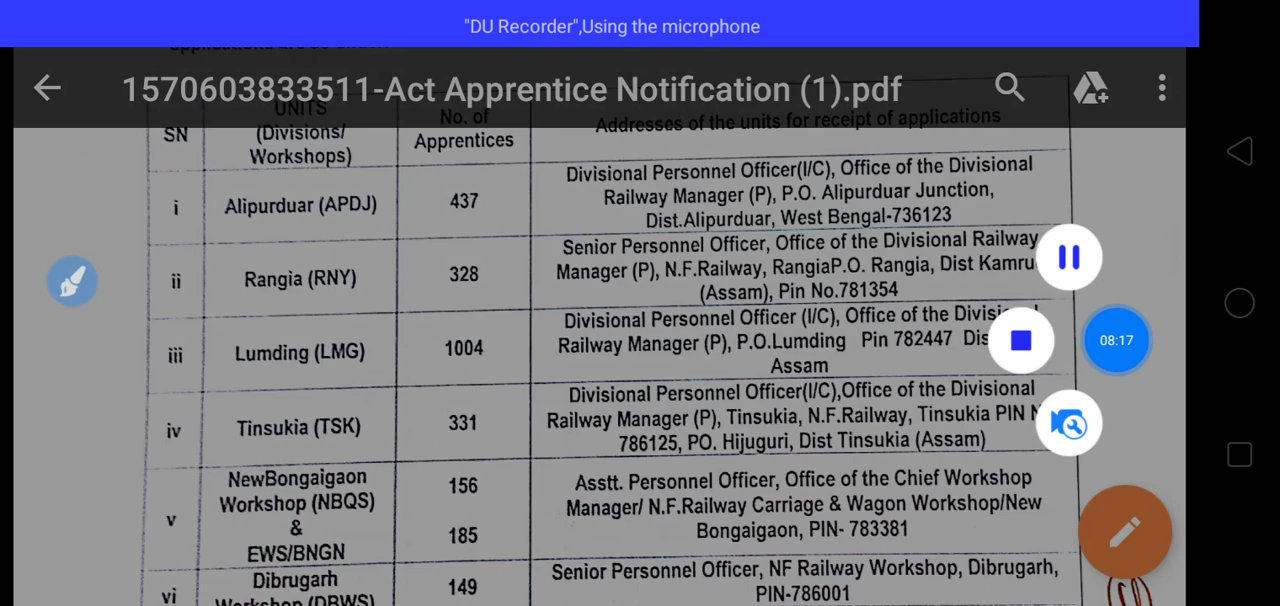 "DU Recorder",Using the microphone
1570603833511-Act Apprentice Notification (1).pdf
SN
UNITS
(Divisions/
Workshops)
No. of
Apprentices
Addresses of the units for receipt of applications
i
Alipurduar (APDJ)
437
Divisional Personnel Officer(I/C), Office of the Divisional
Railway Manager (P), P.O. Alipurduar Junction,
Dist.Alipurduar, West Bengal-736123
ii
Rangia (RNY)
328
Senior Personnel Officer, Office of the Divisional Railway
Manager (P), N.F.Railway, RangiaP.O. Rangia, Dist Kamru
(Assam), Pin No.781354
iii
Lumding (LMG)
1004
Divisional Personnel Officer (I/C), Office of the
Railway Manager (P), P.O.Lumding Pin 782447
Assam
08:17
iv
Tinsukia (TSK)
331
Divisional Personnel Officer(I/C),Office of the Divisional
Railway Manager (P), Tinsukia, N.F.Railway, Tinsukia PIN
786125, PO. Hijuguri, Dist Tinsukia (Assam)
v
NewBongaigaon
Workshop (NBQS)
&
EWS/BNGN
156
185
Asstt. Personnel Officer, Office of the Chief Workshop
Manager/ N.F.Railway Carriage & Wagon Workshop/New
Bongaigaon, PIN- 783381
vi
Dibrugarh
Workshop (DBWS)
149
Senior Personnel Officer, NF Railway Workshop, Dibrugarh,
PIN-786001